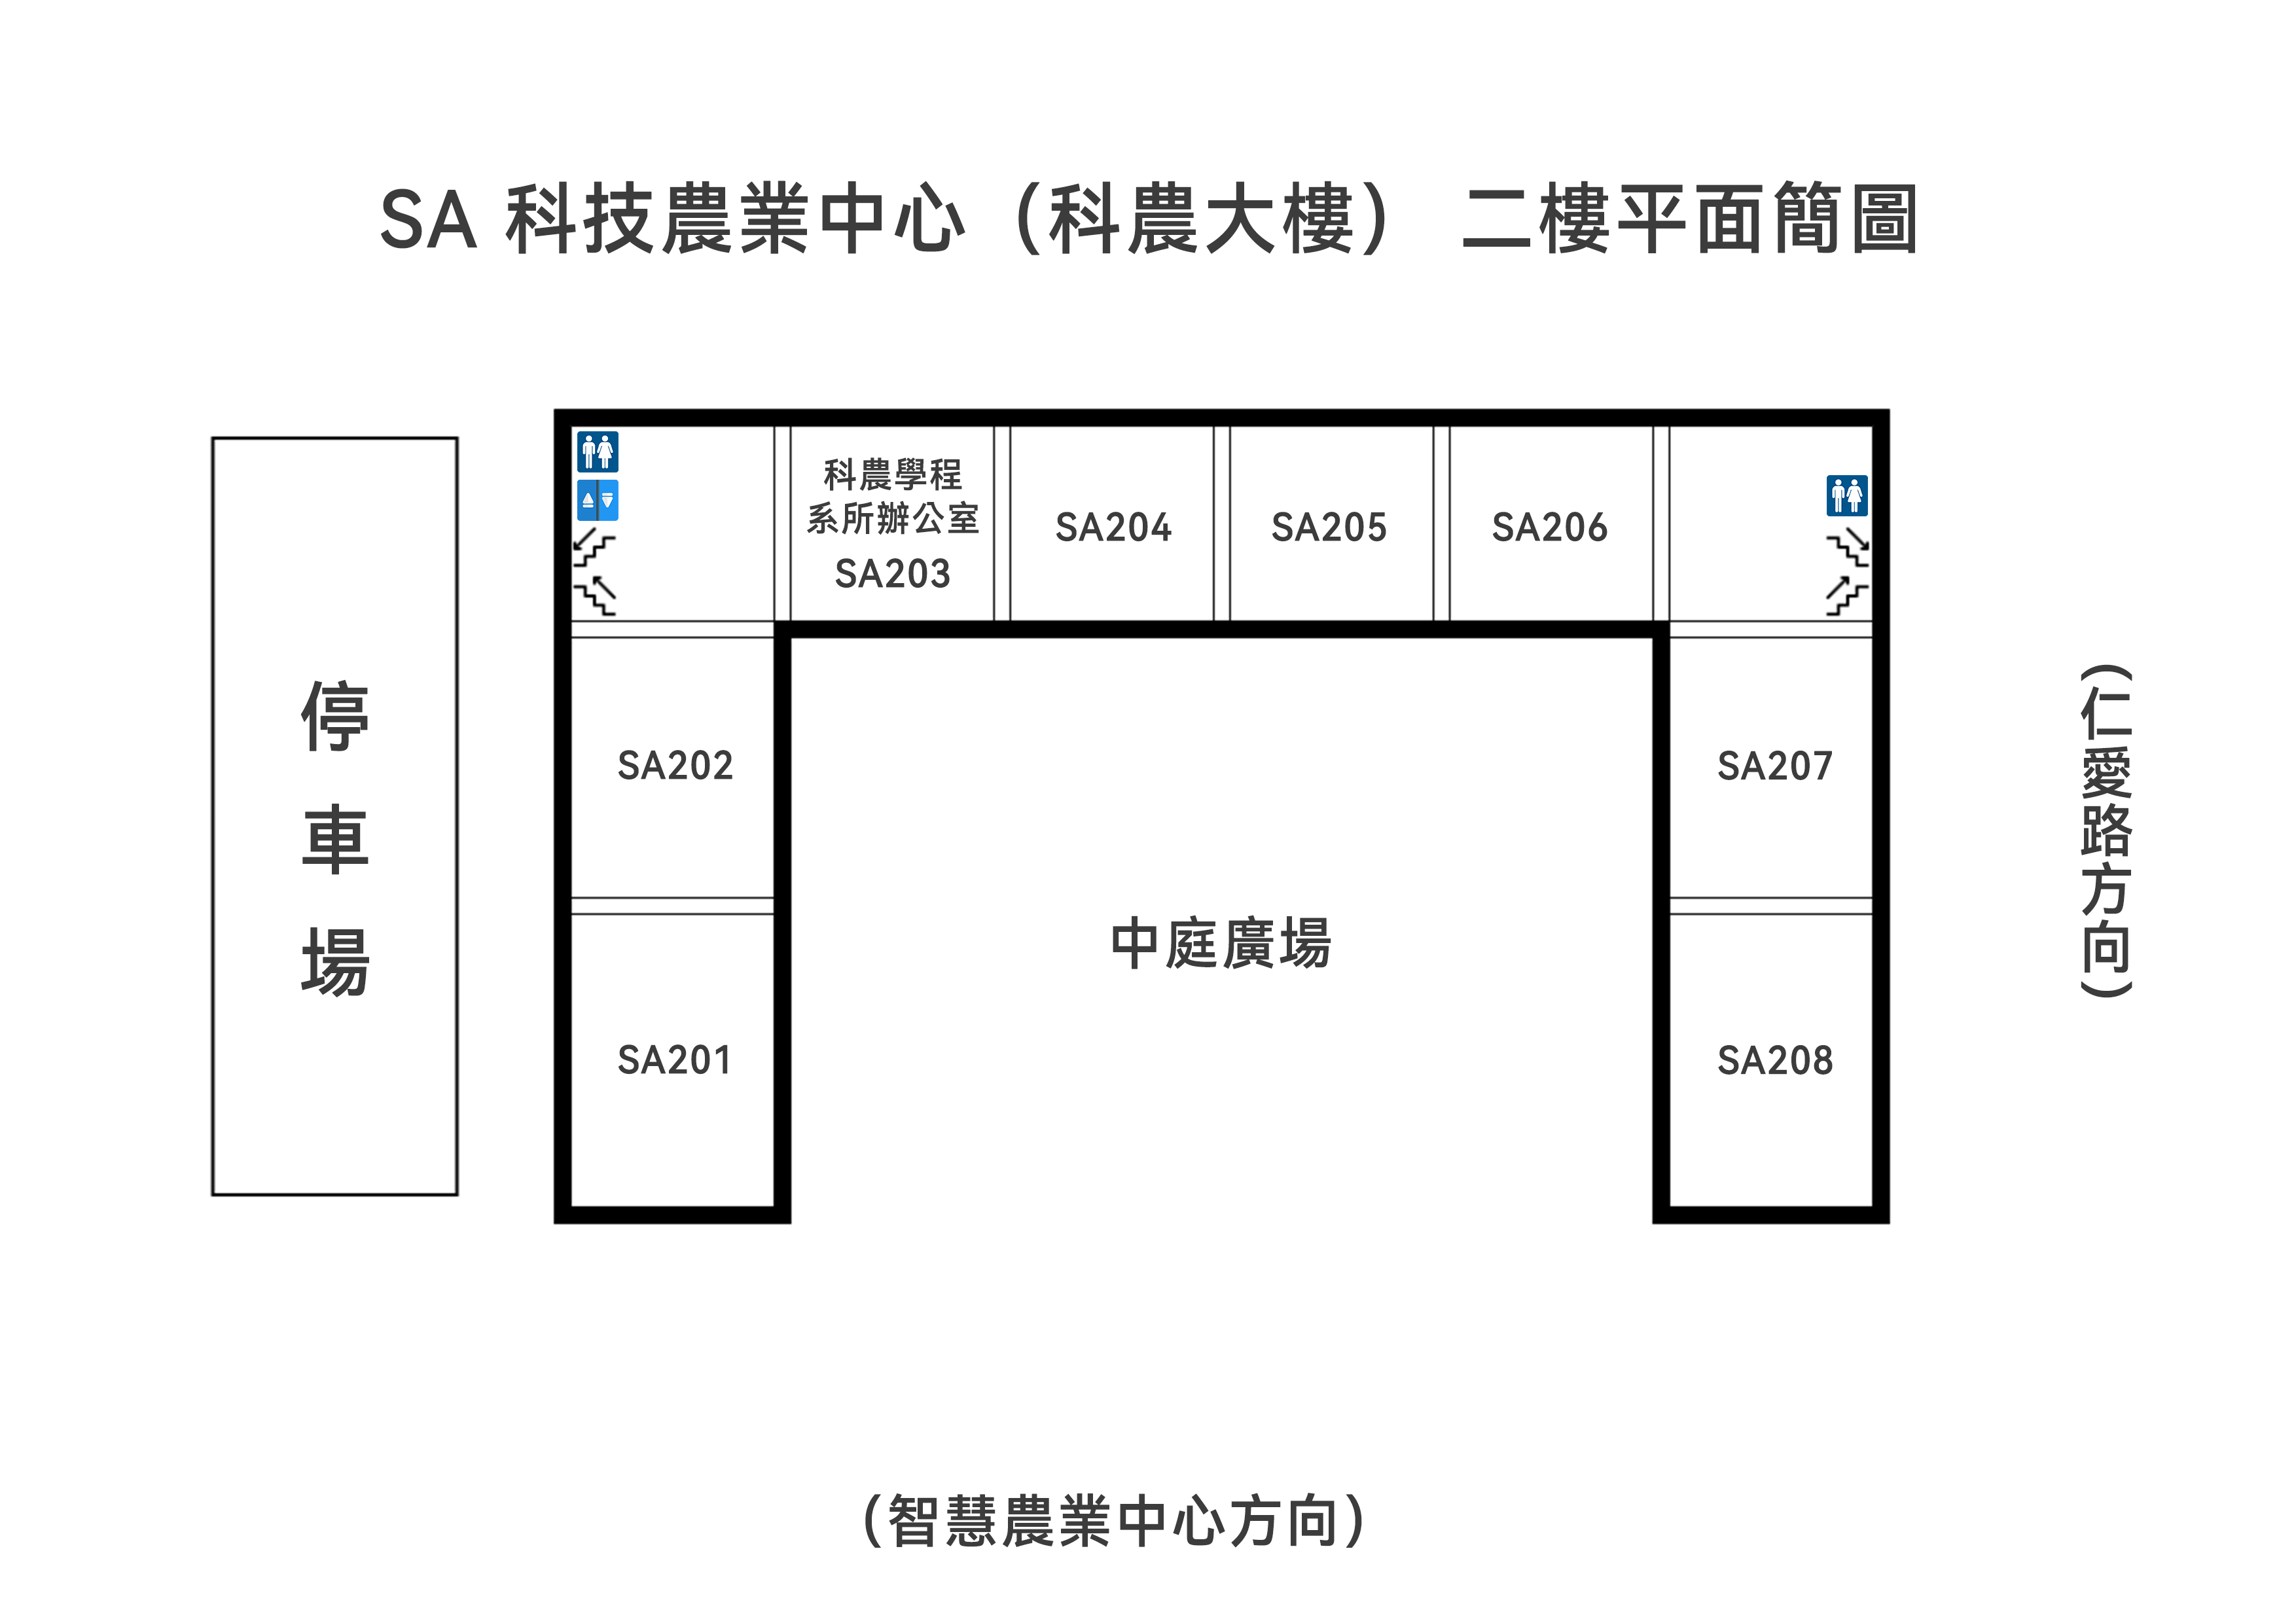 SA 科技農業中心（科農大樓） 二樓平面簡圖
科農學程
系所辦公室
SA203
SA204
SA205
SA206
停車場
SA202
SA207
（仁愛路方向）
中庭廣場
SA201
SA208
（智慧農業中心方向）